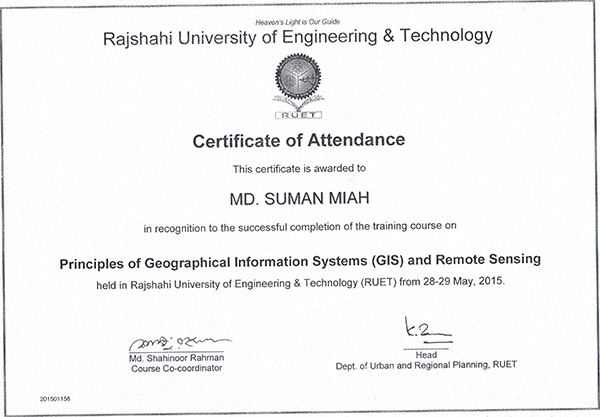 Heaven's Light is Our Guide
Rajshahi University of Engineering & Technology
RUET
Certificate of Attendance
This certificate is awarded to
MD. SUMAN MIAH
in recognition to the successful completion of the training course on
Principles of Geographical Information Systems (GIS) and Remote Sensing
held in Rajshahi University of Engineering & Technology (RUET) from 28-29 May, 2015.
Md. Shahinoor Rahman
Course Co-coordinator
Head
Dept. of Urban and Regional Planning, RUET
201501158